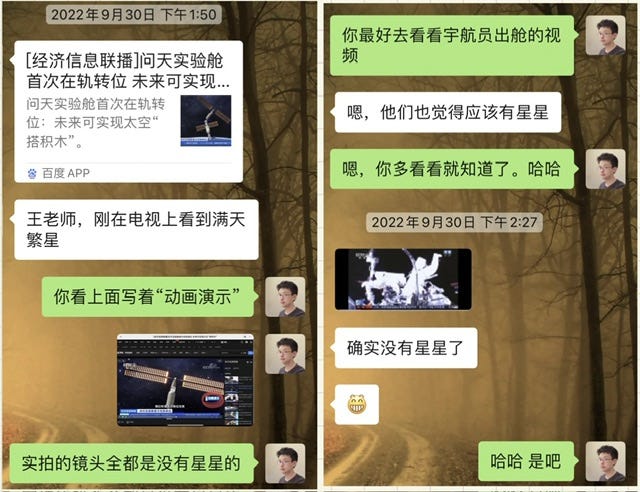 2022年9月30日 下午1:50
[经济信息联播]问天实验舱
首次在轨转位 未来可实现...
问天实验舱首次在轨转
位：未来可实现太空“
搭积木”。
百度 APP
王老师，刚在电视上看到满天
繁星
你看上面写着“动画演示”
实拍的镜头全都是没有星星的
你最好去看看宇航员出舱的视
频
嗯，他们也觉得应该有星星
嗯，你多看看就知道了。哈哈
2022年9月30日 下午2:27
确实没有星星了
哈哈 是吧